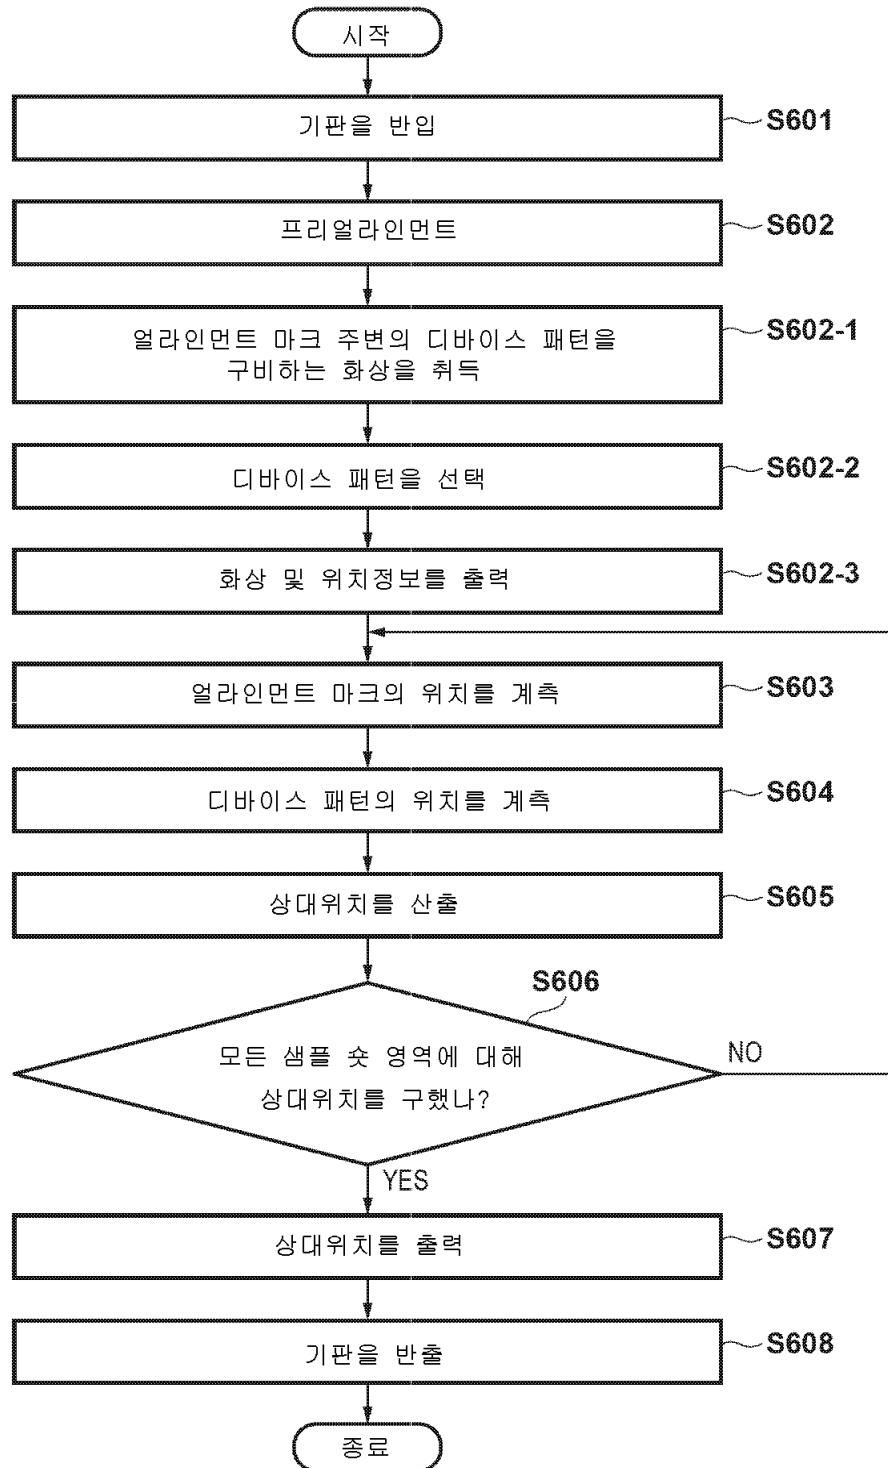 시작
기판을 반입
S601
프리얼라인먼트
S602
얼라인먼트 마크 주변의 디바이스 패턴을
구비하는 화상을 취득
S602-1
디바이스 패턴을 선택
S602-2
화상 및 위치정보를 출력
S602-3
얼라인먼트 마크의 위치를 계측
S603
디바이스 패턴의 위치를 계측
S604
상대위치를 산출
S605
S606
모든 샘플 숏 영역에 대해
상대위치를 구했나?
NO
YES
상대위치를 출력
S607
기판을 반출
S608
종료